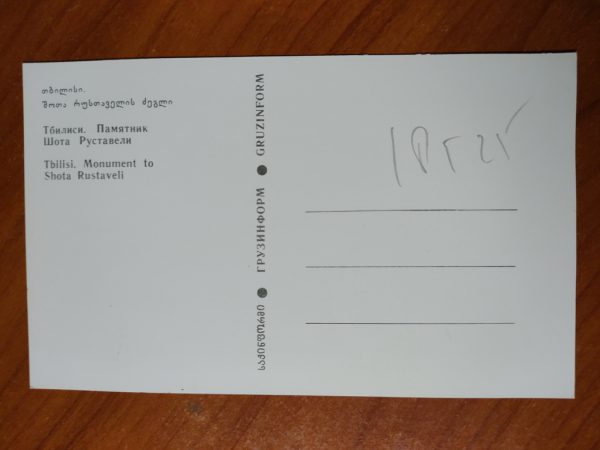 თბილისი.
შოთა რუსთაველის ძეგლი
Тбилиси. Памятник
Шота Руставели
Tbilisi. Monument to
Shota Rustaveli
საქინფორმი ● ГРУЗИНФОРМ ● GRUZINFORM